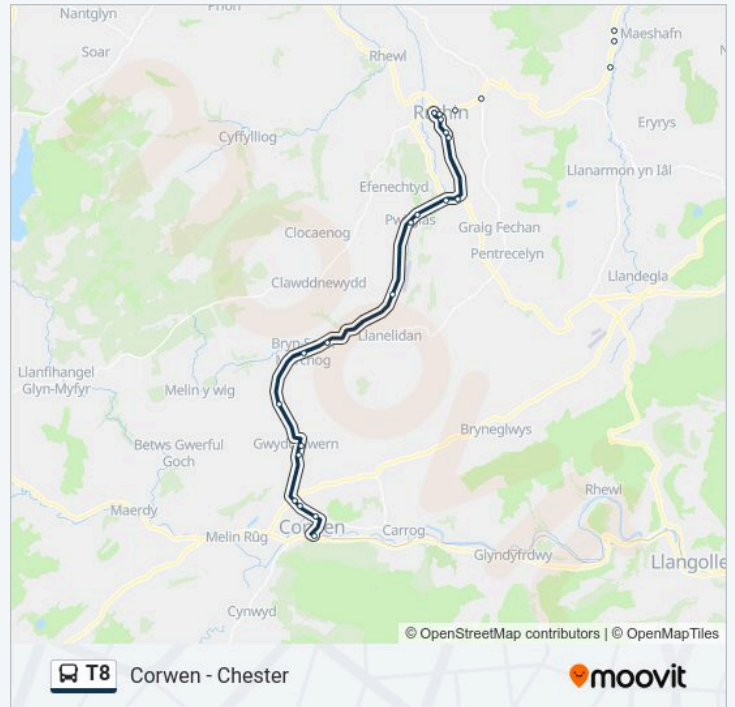 Nantglyn
Soar
Rhewl
Maeshafn
Cyffylliog
Eryrys
Llanarmon yn Iâl
Efenechtyd
Clocaenog
Graig Fechan
Pentrecelyn
Clawddnewydd
Llandegla
Llanelidan
Llanfihangel
Glyn-Myfyr
Melin y wig
Betws Gwerful
Goch
Bryneglwys
Rhewl
Maerdy
Melin Rûg
Corwen
Carrog
Glyndyfrdwy
Llangolle
Cynwyd
© OpenStreetMap contributors | © OpenMapTiles
T8 Corwen - Chester
moovit